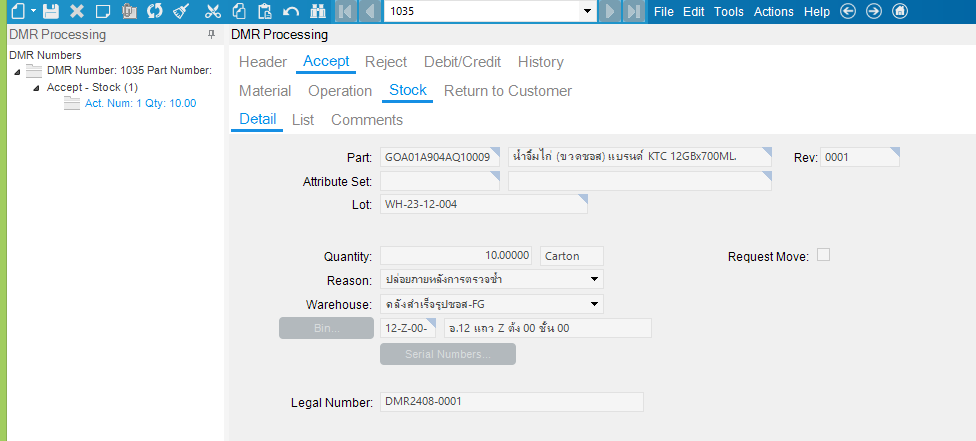 1035
File Edit Tools Actions Help
DMR Processing
DMR Numbers
DMR Number: 1035 Part Number:
Accept - Stock (1)
Act. Num: 1 Qty: 10.00
DMR Processing
Header Accept Reject Debit/Credit History
Material Operation Stock Return to Customer
Detail List Comments
Part: GOA01A904AQ10009 น้ำจิ้มไก่ (ขวดซอส) แบรนด์ KTC 12GBx700ML. Rev: 0001
Attribute Set:
Lot: WH-23-12-004
Quantity: 10.00000 Carton Request Move:
Reason: ปล่อยภายหลังการตรวจซ้ำ
Warehouse: คลังสำเร็จรูปซอส-FG
Bin... 12-Z-00- อ.12 แถว Z ตั้ง 00 ชั้น 00
Serial Numbers...
Legal Number: DMR2408-0001